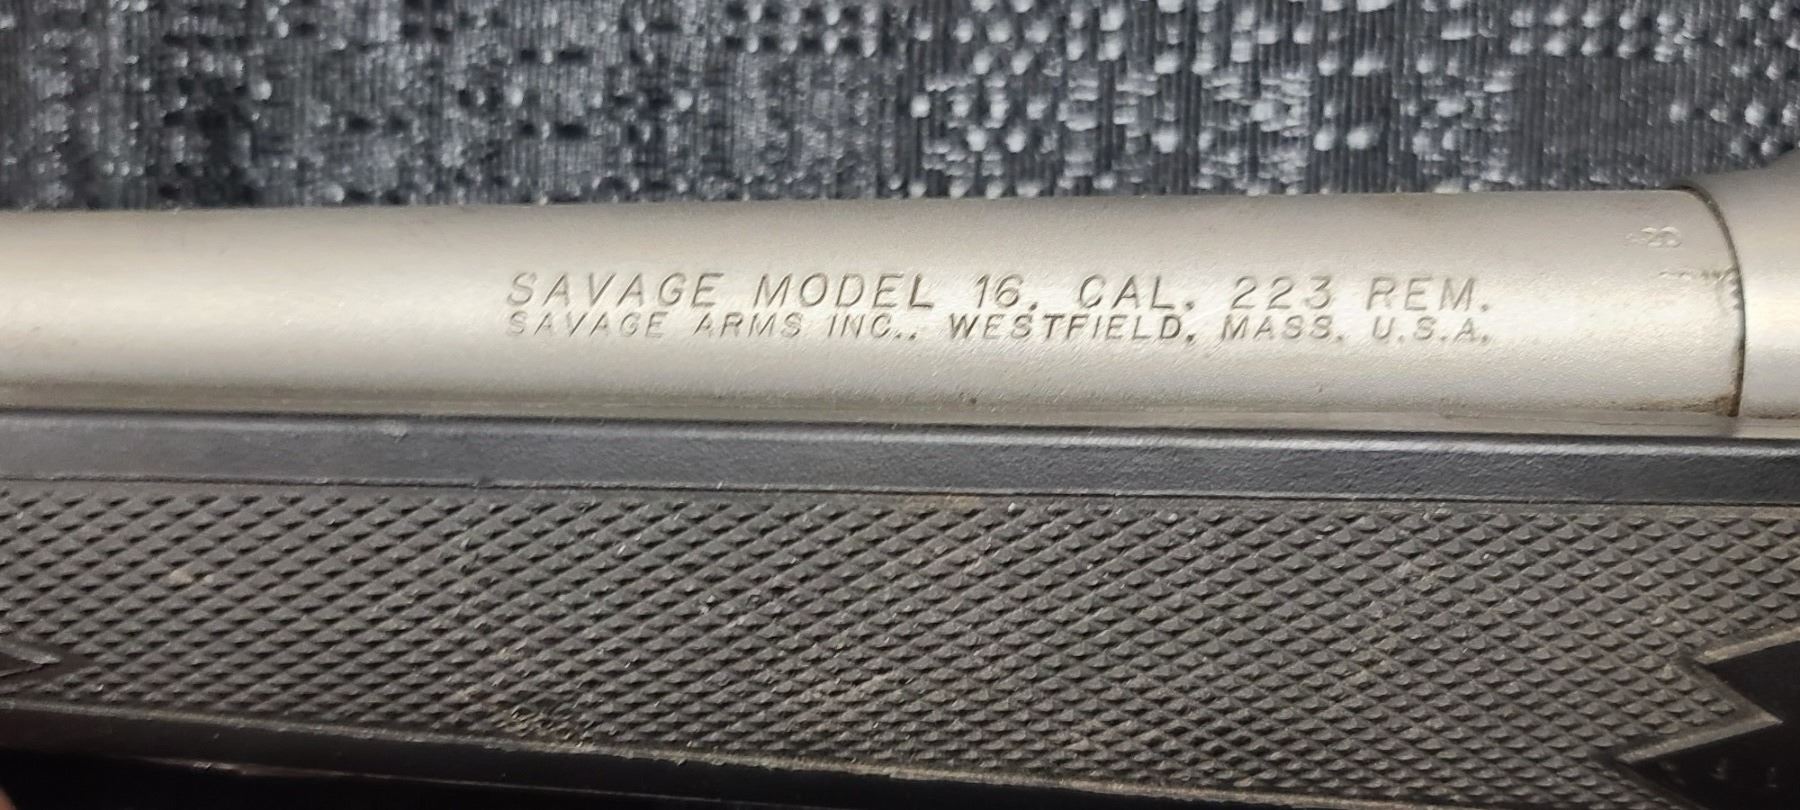 SAVAGE MODEL 16. CAL. 223 REM.
SAVAGE ARMS INC.. WESTFIELD, MASS. U.S.A.